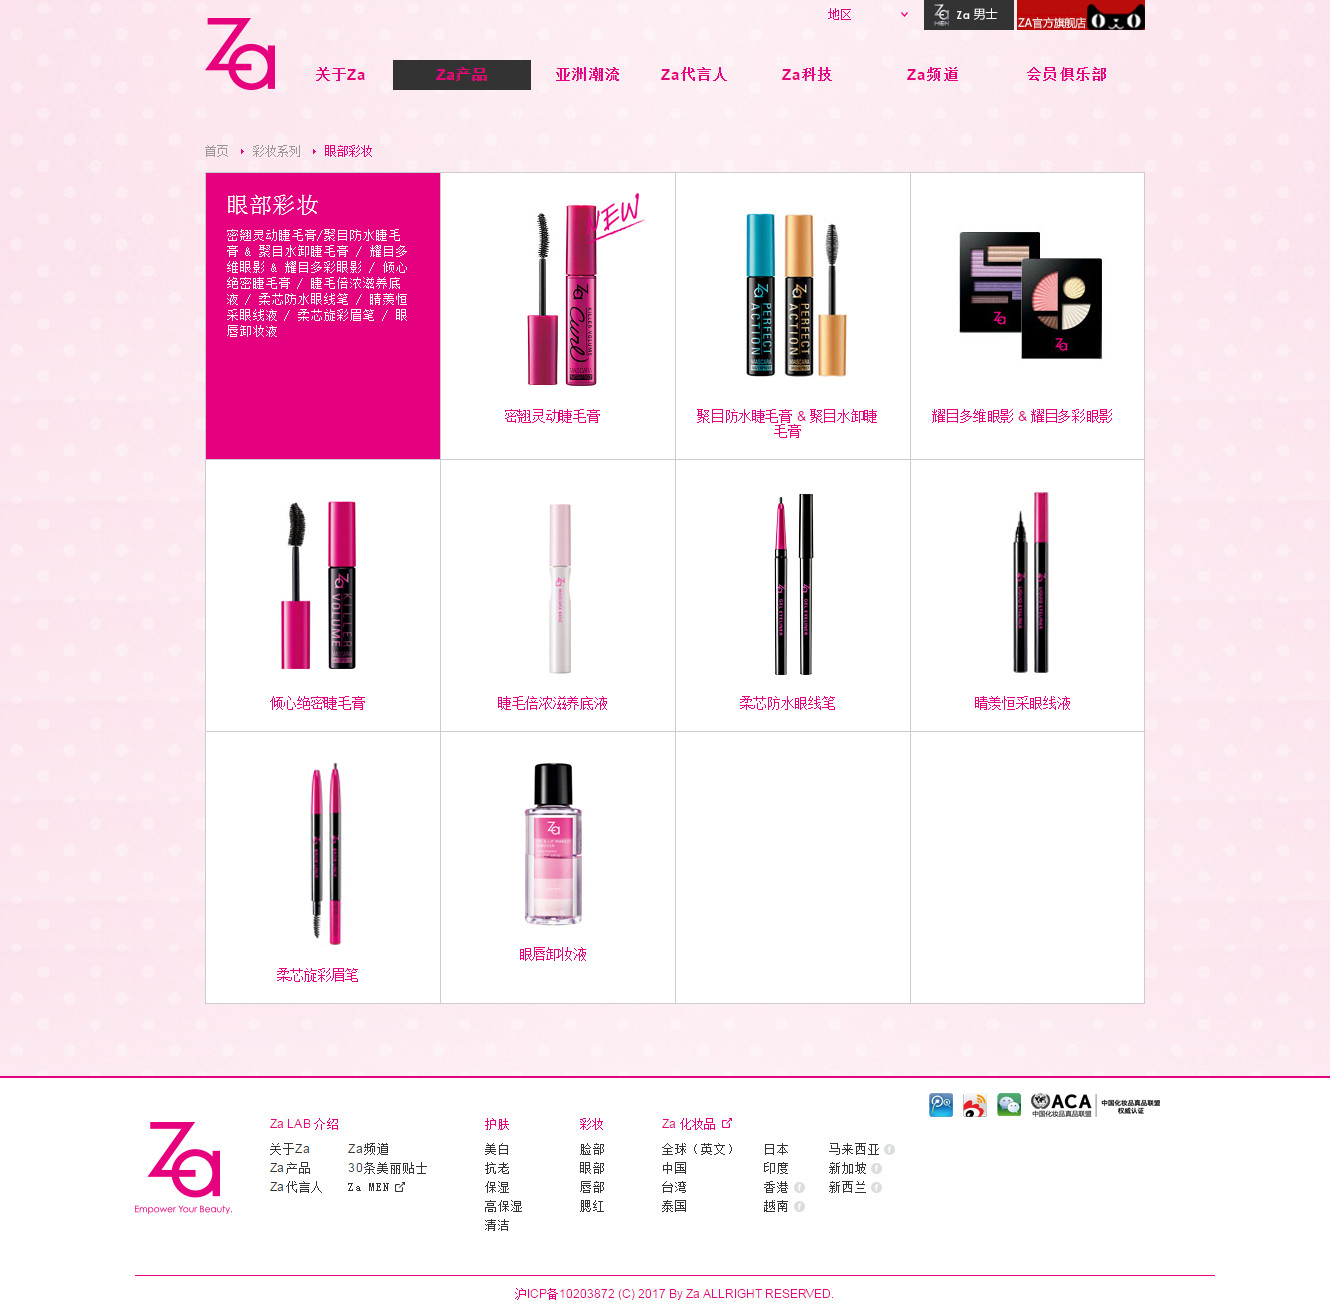 地区
Za 男士
ZA官方旗舰店
Za
关于Za
Za产品
亚洲潮流
Za代言人
Za科技
Za频道
会员俱乐部
首页
彩妆系列
眼部彩妆
眼部彩妆
密翘灵动睫毛膏/聚目防水睫毛
膏 & 聚目水卸睫毛膏 / 耀目多
维眼影 & 耀目多彩眼影 / 倾心
绝密睫毛膏 / 睫毛倍浓滋养底
液 / 柔芯防水眼线笔 / 睛羡恒
采眼线液 / 柔芯旋彩眉笔 / 眼
唇卸妆液
NEW
Za
Curl
Za PERFECT ACTION
Za PERFECT ACTION
Za
Za
密翘灵动睫毛膏
聚目防水睫毛膏 & 聚目水卸睫
毛膏
耀目多维眼影 & 耀目多彩眼影
Za KILLER VOLUME
倾心绝密睫毛膏
睫毛倍浓滋养底液
柔芯防水眼线笔
睛羡恒采眼线液
Za
柔芯旋彩眉笔
眼唇卸妆液
ACA
中国化妆品真品联盟
中国化妆品真品联盟
权威认证
Za
Empower Your Beauty.
Za LAB 介绍
关于Za
Za产品
Za代言人
Za频道
30条美丽贴士
Za MEN
护肤
美白
抗老
保湿
高保湿
清洁
彩妆
脸部
眼部
唇部
腮红
Za 化妆品
全球（英文）
中国
台湾
泰国
日本
印度
香港
越南
马来西亚
新加坡
新西兰
沪ICP备10203872 (C) 2017 By Za ALLRIGHT RESERVED.